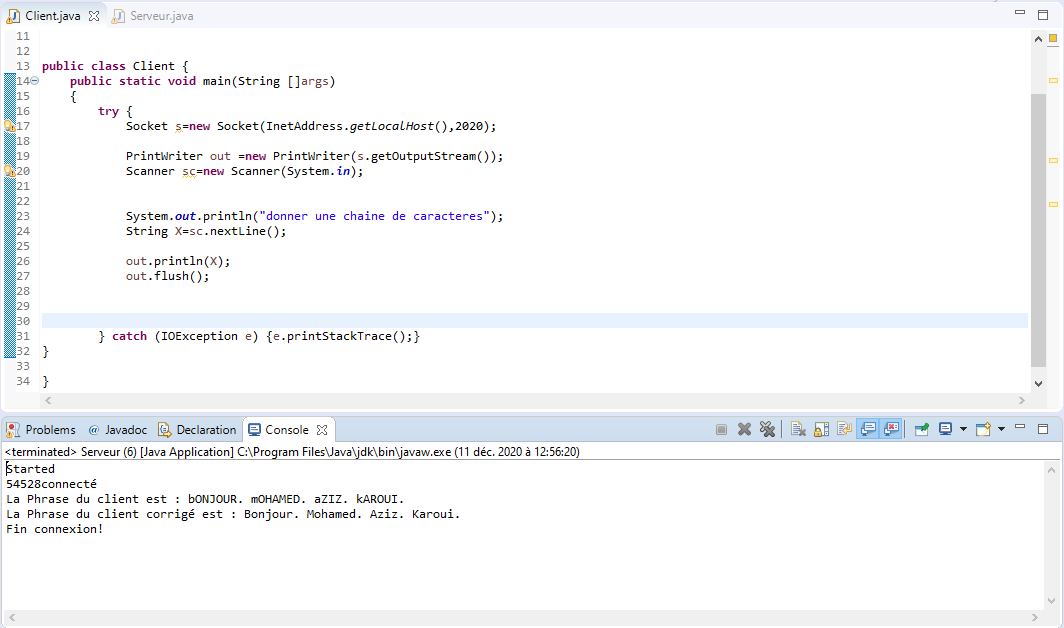 Client.java Serveur.java
11
12
13 public class Client {
14 public static void main(String []args)
15 {
16 try {
17 Socket s=new Socket(InetAddress.getLocalHost(),2020);
18
19 PrintWriter out =new PrintWriter(s.getOutputStream());
20 Scanner sc=new Scanner(System.in);
21
22
23 System.out.println("donner une chaine de caracteres");
24 String X=sc.nextLine();
25
26 out.println(X);
27 out.flush();
28
29
30
31 } catch (IOException e) {e.printStackTrace();}
32 }
33
34 }
Problems @ Javadoc Declaration Console
<terminated> Serveur (6) [Java Application] C:\Program Files\Java\jdk\bin\javaw.exe (11 déc. 2020 à 12:56:20)
Started
54528connecté
La Phrase du client est : bONJOUR. mOHAMED. aZIZ. kAROUI.
La Phrase du client corrigé est : Bonjour. Mohamed. Aziz. Karoui.
Fin connexion!